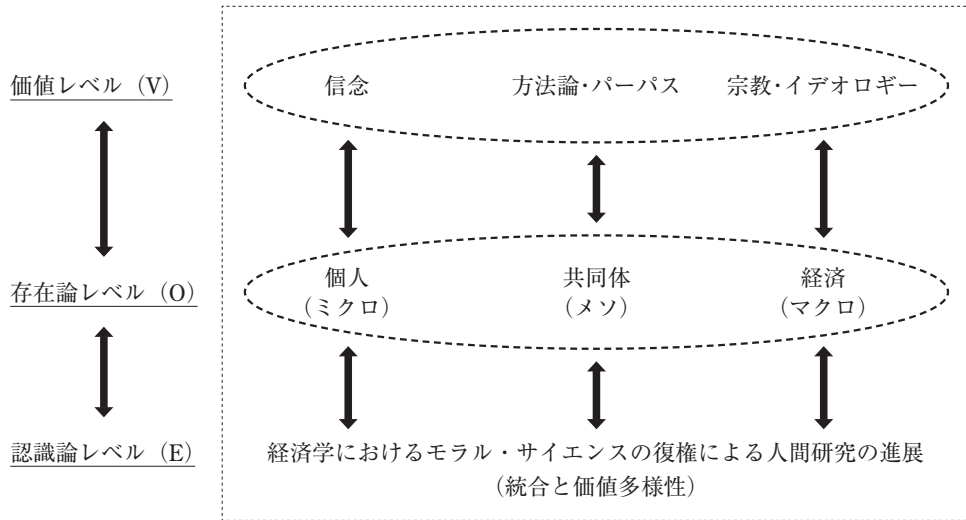 価値レベル（V）
信念
方法論・パーパス
宗教・イデオロギー
存在論レベル（O）
個人
（ミクロ）
共同体
（メソ）
経済
（マクロ）
認識論レベル（E）
経済学におけるモラル・サイエンスの復権による人間研究の進展
（統合と価値多様性）